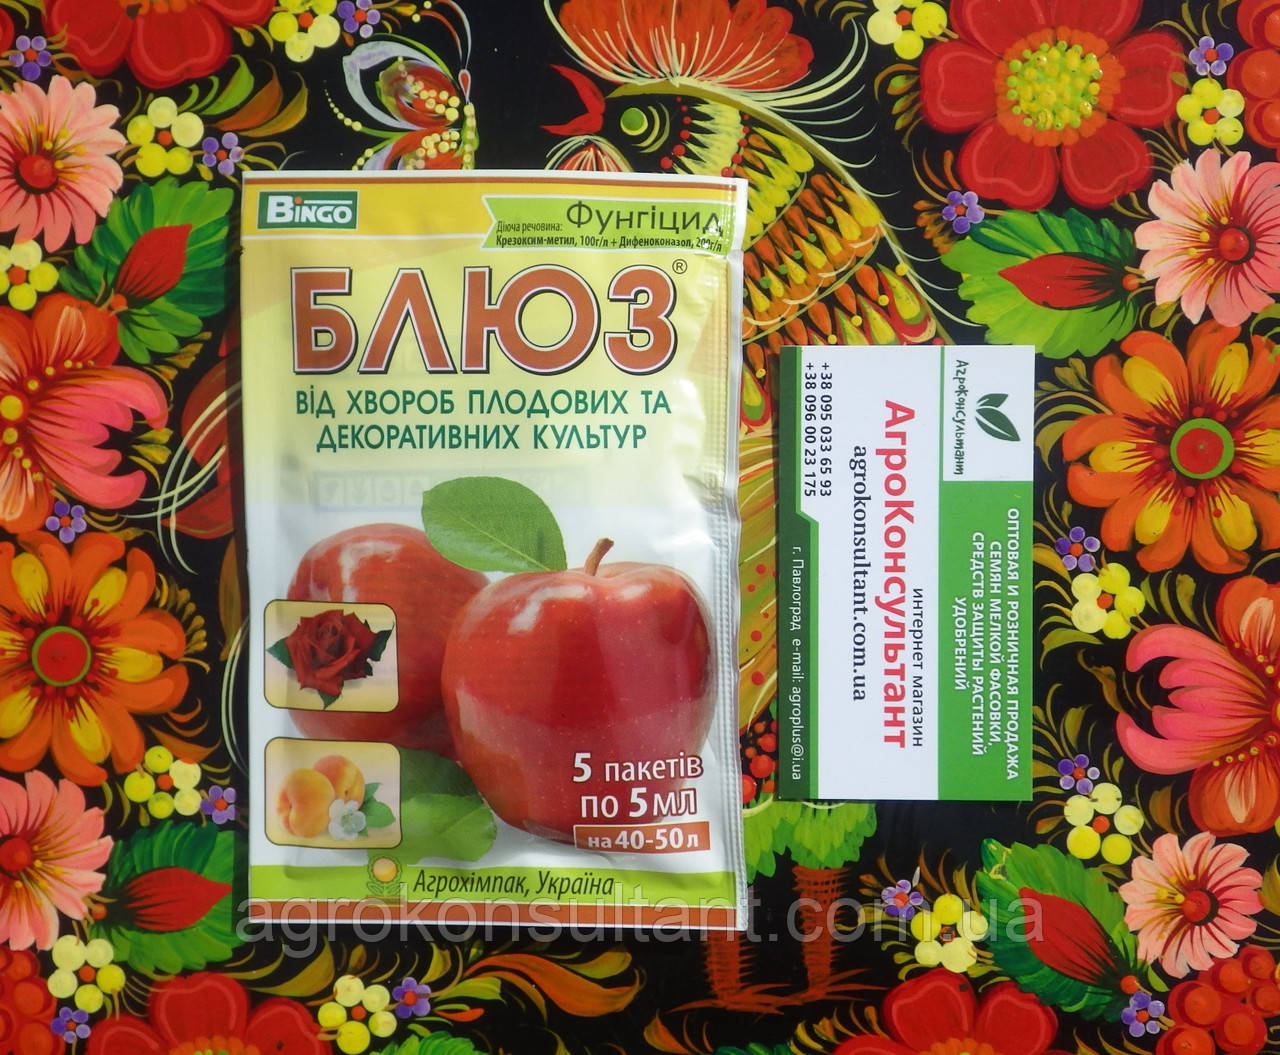 BINGO
Фунгіцид
Діюча речовина:
Крезоксим-метил, 100г/л + Дифеноконазол, 200г/л
БЛЮЗ®
ВІД ХВОРОБ ПЛОДОВИХ ТА
ДЕКОРАТИВНИХ КУЛЬТУР
5 пакетів
по 5 мл
на 40-50 л
Агрохімпак, Україна
АгроКонсультант
ОПТОВАЯ И РОЗНИЧНАЯ ПРОДАЖА
СЕМЯН МЕЛКОЙ ФАСОВКИ,
СРЕДСТВ ЗАЩИТЫ РАСТЕНИЙ
УДОБРЕНИЙ
интернет магазин
АгроКонсультант
agrokonsultant.com.ua
+38 095 033 65 93
+38 096 00 23 175
г. Павлоград e-mail: agroplus@i.ua
agrokonsultant.com.ua